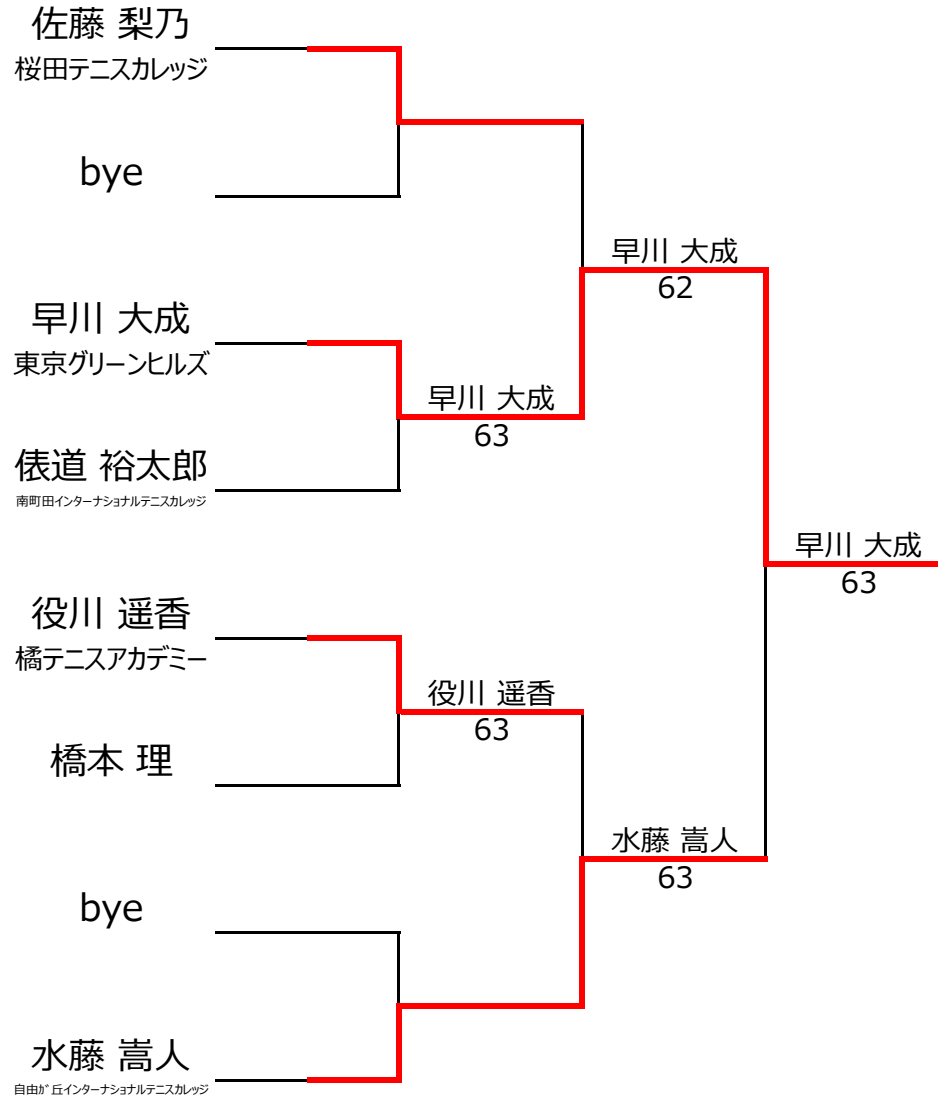 佐藤 梨乃
桜田テニスカレッジ
bye
早川 大成
62
早川 大成
東京グリーンヒルズ
早川 大成
63
俵道 裕太郎
南町田インターナショナルテニスカレッジ
早川 大成
63
役川 遥香
橘テニスアカデミー
役川 遥香
63
橋本 理
水藤 嵩人
63
bye
水藤 嵩人
自由が丘インターナショナルテニスカレッジ